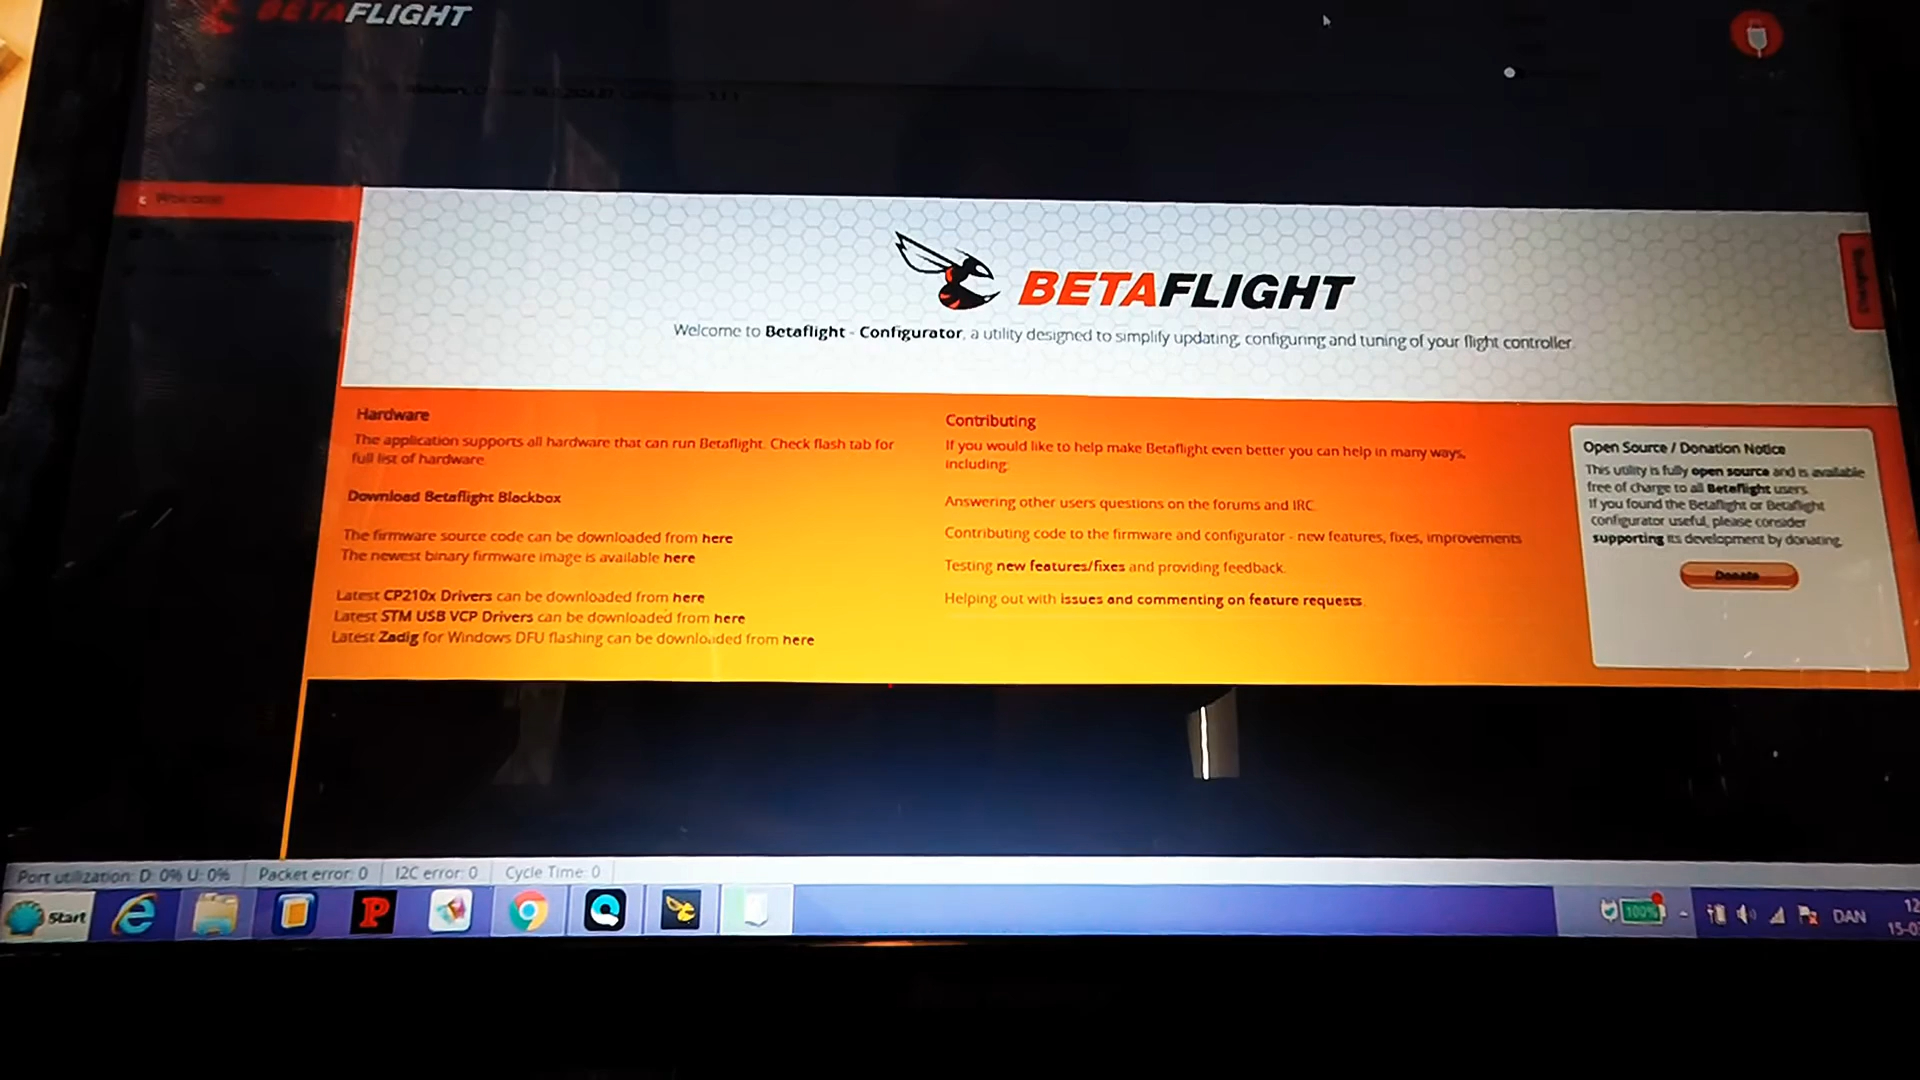 BETAFLIGHT
Welcome
BETAFLIGHT
Welcome to Betaflight - Configurator, a utility designed to simplify updating, configuring and tuning of your flight controller.
Hardware
The application supports all hardware that can run Betaflight. Check flash tab for
full list of hardware.
Download Betaflight Blackbox
The firmware source code can be downloaded from here
The newest binary firmware image is available here
Latest CP210x Drivers can be downloaded from here
Latest STM USB VCP Drivers can be downloaded from here
Latest Zadig for Windows DFU flashing can be downloaded from here
Contributing
If you would like to help make Betaflight even better you can help in many ways,
including:
Answering other users questions on the forums and IRC.
Contributing code to the firmware and configurator - new features, fixes, improvements
Testing new features/fixes and providing feedback.
Helping out with issues and commenting on feature requests.
Open Source / Donation Notice
This utility is fully open source and is available
free of charge to all Betaflight users.
If you found the Betaflight or Betaflight
configurator useful, please consider
supporting its development by donating.
Donate
Port utilization: D: 0% U: 0%
Packet error: 0
I2C error: 0
Cycle Time: 0
Start
P
100%
DAN
12
15-0